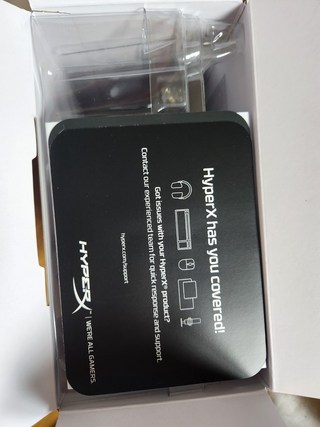 HyperX has you covered!
Got issues with your HyperX® product?
Contact our experienced team for quick response and support.
hyperx.com/support
HYPERX™ | WE'RE ALL GAMERS.